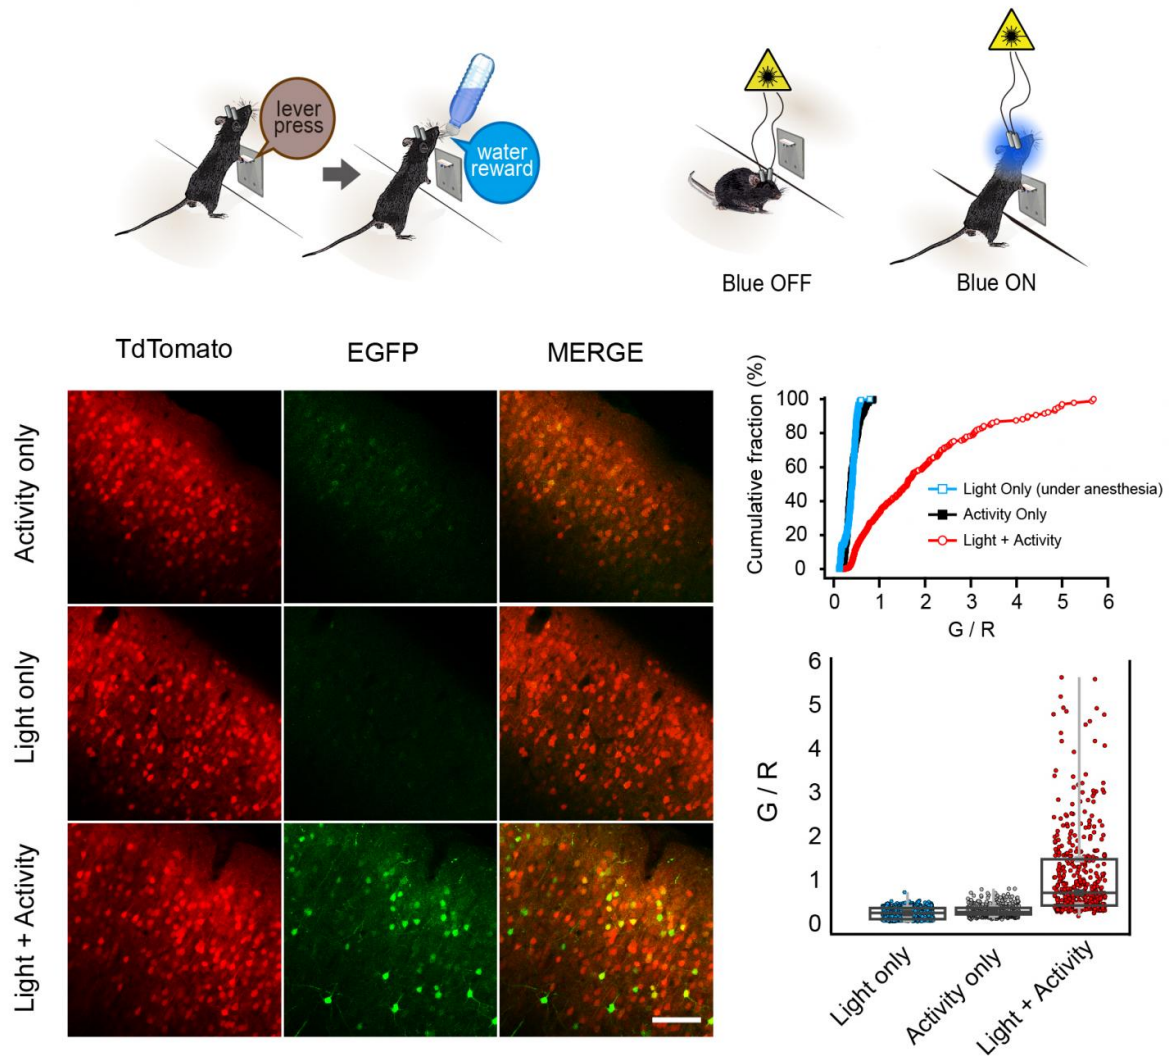 lever
press
water
reward
Blue OFF
Blue ON
TdTomato
EGFP
MERGE
Activity only
Light only
Light + Activity
Cumulative fraction (%)
100
80
60
40
20
0
Light Only (under anesthesia)
Activity Only
Light + Activity
0 1 2 3 4 5 6
G / R
G / R
6
5
4
3
2
1
0
Light only
Activity only
Light + Activity